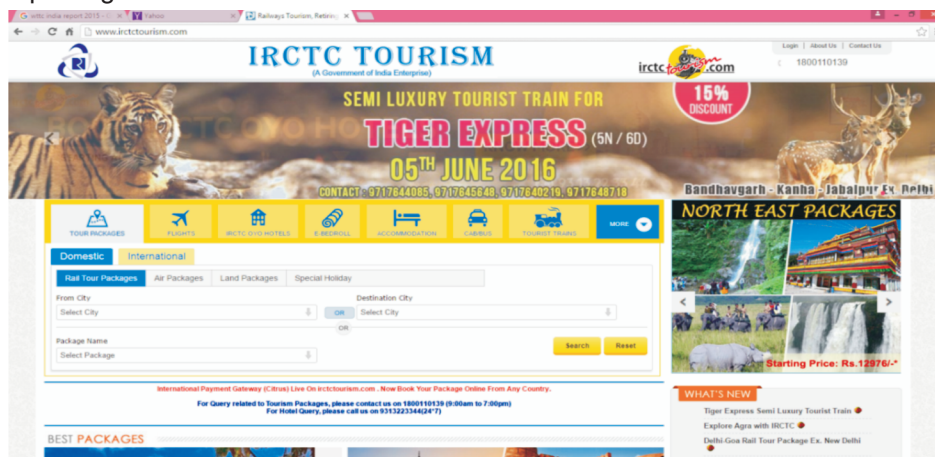 wttc india report 2015 -
Yahoo
Railways Tourism, Retiring
www.irctctourism.com
IRCTC TOURISM
(A Government of India Enterprise)
irctc tourism .com
Login | About Us | Contact Us
1800110139
SEMI LUXURY TOURIST TRAIN FOR
TIGER EXPRESS (5N / 6D)
05TH JUNE 2016
CONTACT:- 9717644085, 9717645648, 9717640219, 9717648718
15%
DISCOUNT
Bandhavgarh - Kanha - Jabalpur Ex. Delhi
TOUR PACKAGES
FLIGHTS
IRCTC OYO HOTELS
E-BEDROLL
ACCOMMODATION
CAB/BUS
TOURIST TRAINS
MORE
Domestic International
Rail Tour Packages Air Packages Land Packages Special Holiday
From City
Destination City
Select City
OR
Select City
OR
Package Name
Select Package
Search Reset
NORTH EAST PACKAGES
Starting Price: Rs.12976/-*
International Payment Gateway (Citrus) Live On irctctourism.com . Now Book Your Package Online From Any Country.
For Query related to Tourism Packages, please contact us on 1800110139 (9:00am to 7:00pm)
For Hotel Query, please call us on 9313223344(24*7)
WHAT'S NEW
Tiger Express Semi Luxury Tourist Train
Explore Agra with IRCTC
Delhi-Goa Rail Tour Package Ex. New Delhi
BEST PACKAGES